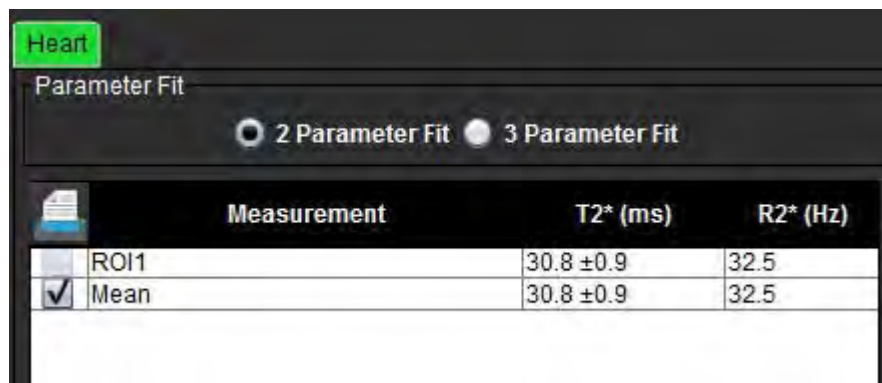 Heart
Parameter Fit
2 Parameter Fit 3 Parameter Fit
Measurement T2* (ms) R2* (Hz)
ROI1 30.8 ±0.9 32.5
Mean 30.8 ±0.9 32.5